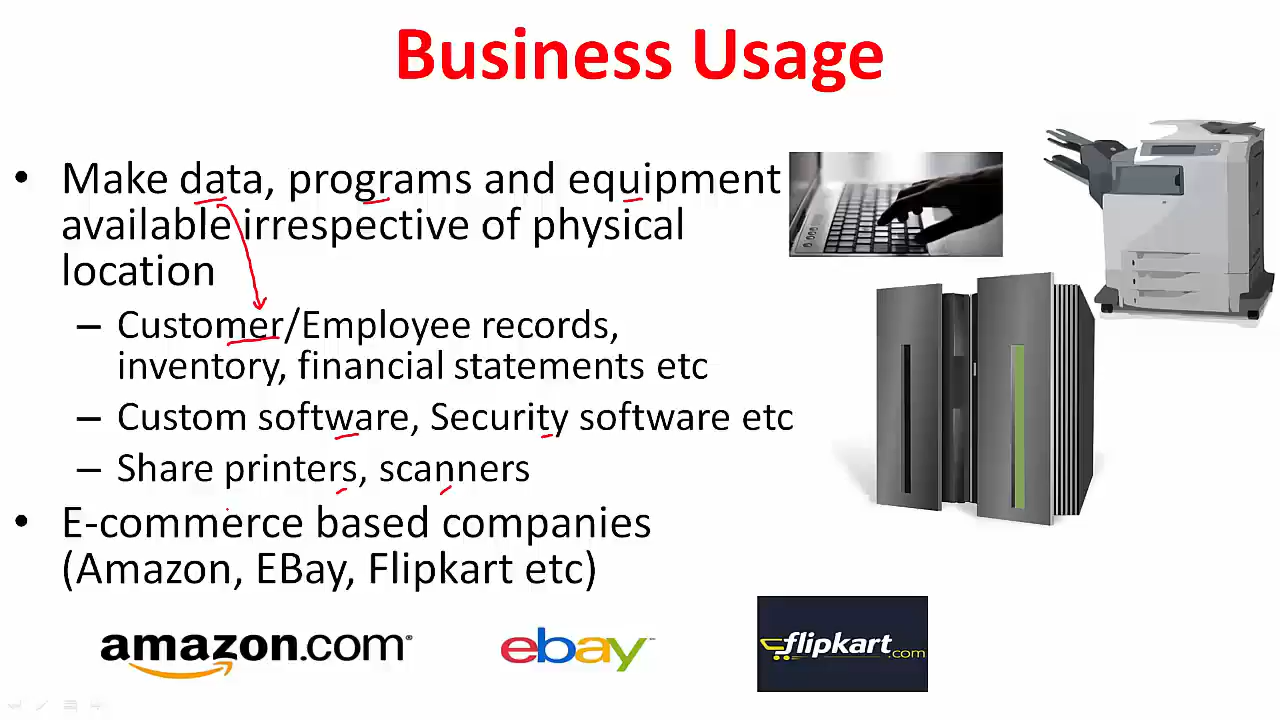 Business Usage
• Make data, programs and equipment
available irrespective of physical
location
– Customer/Employee records,
inventory, financial statements etc
– Custom software, Security software etc
– Share printers, scanners
• E-commerce based companies
(Amazon, EBay, Flipkart etc)
amazon.com®
ebay™
flipkart.com